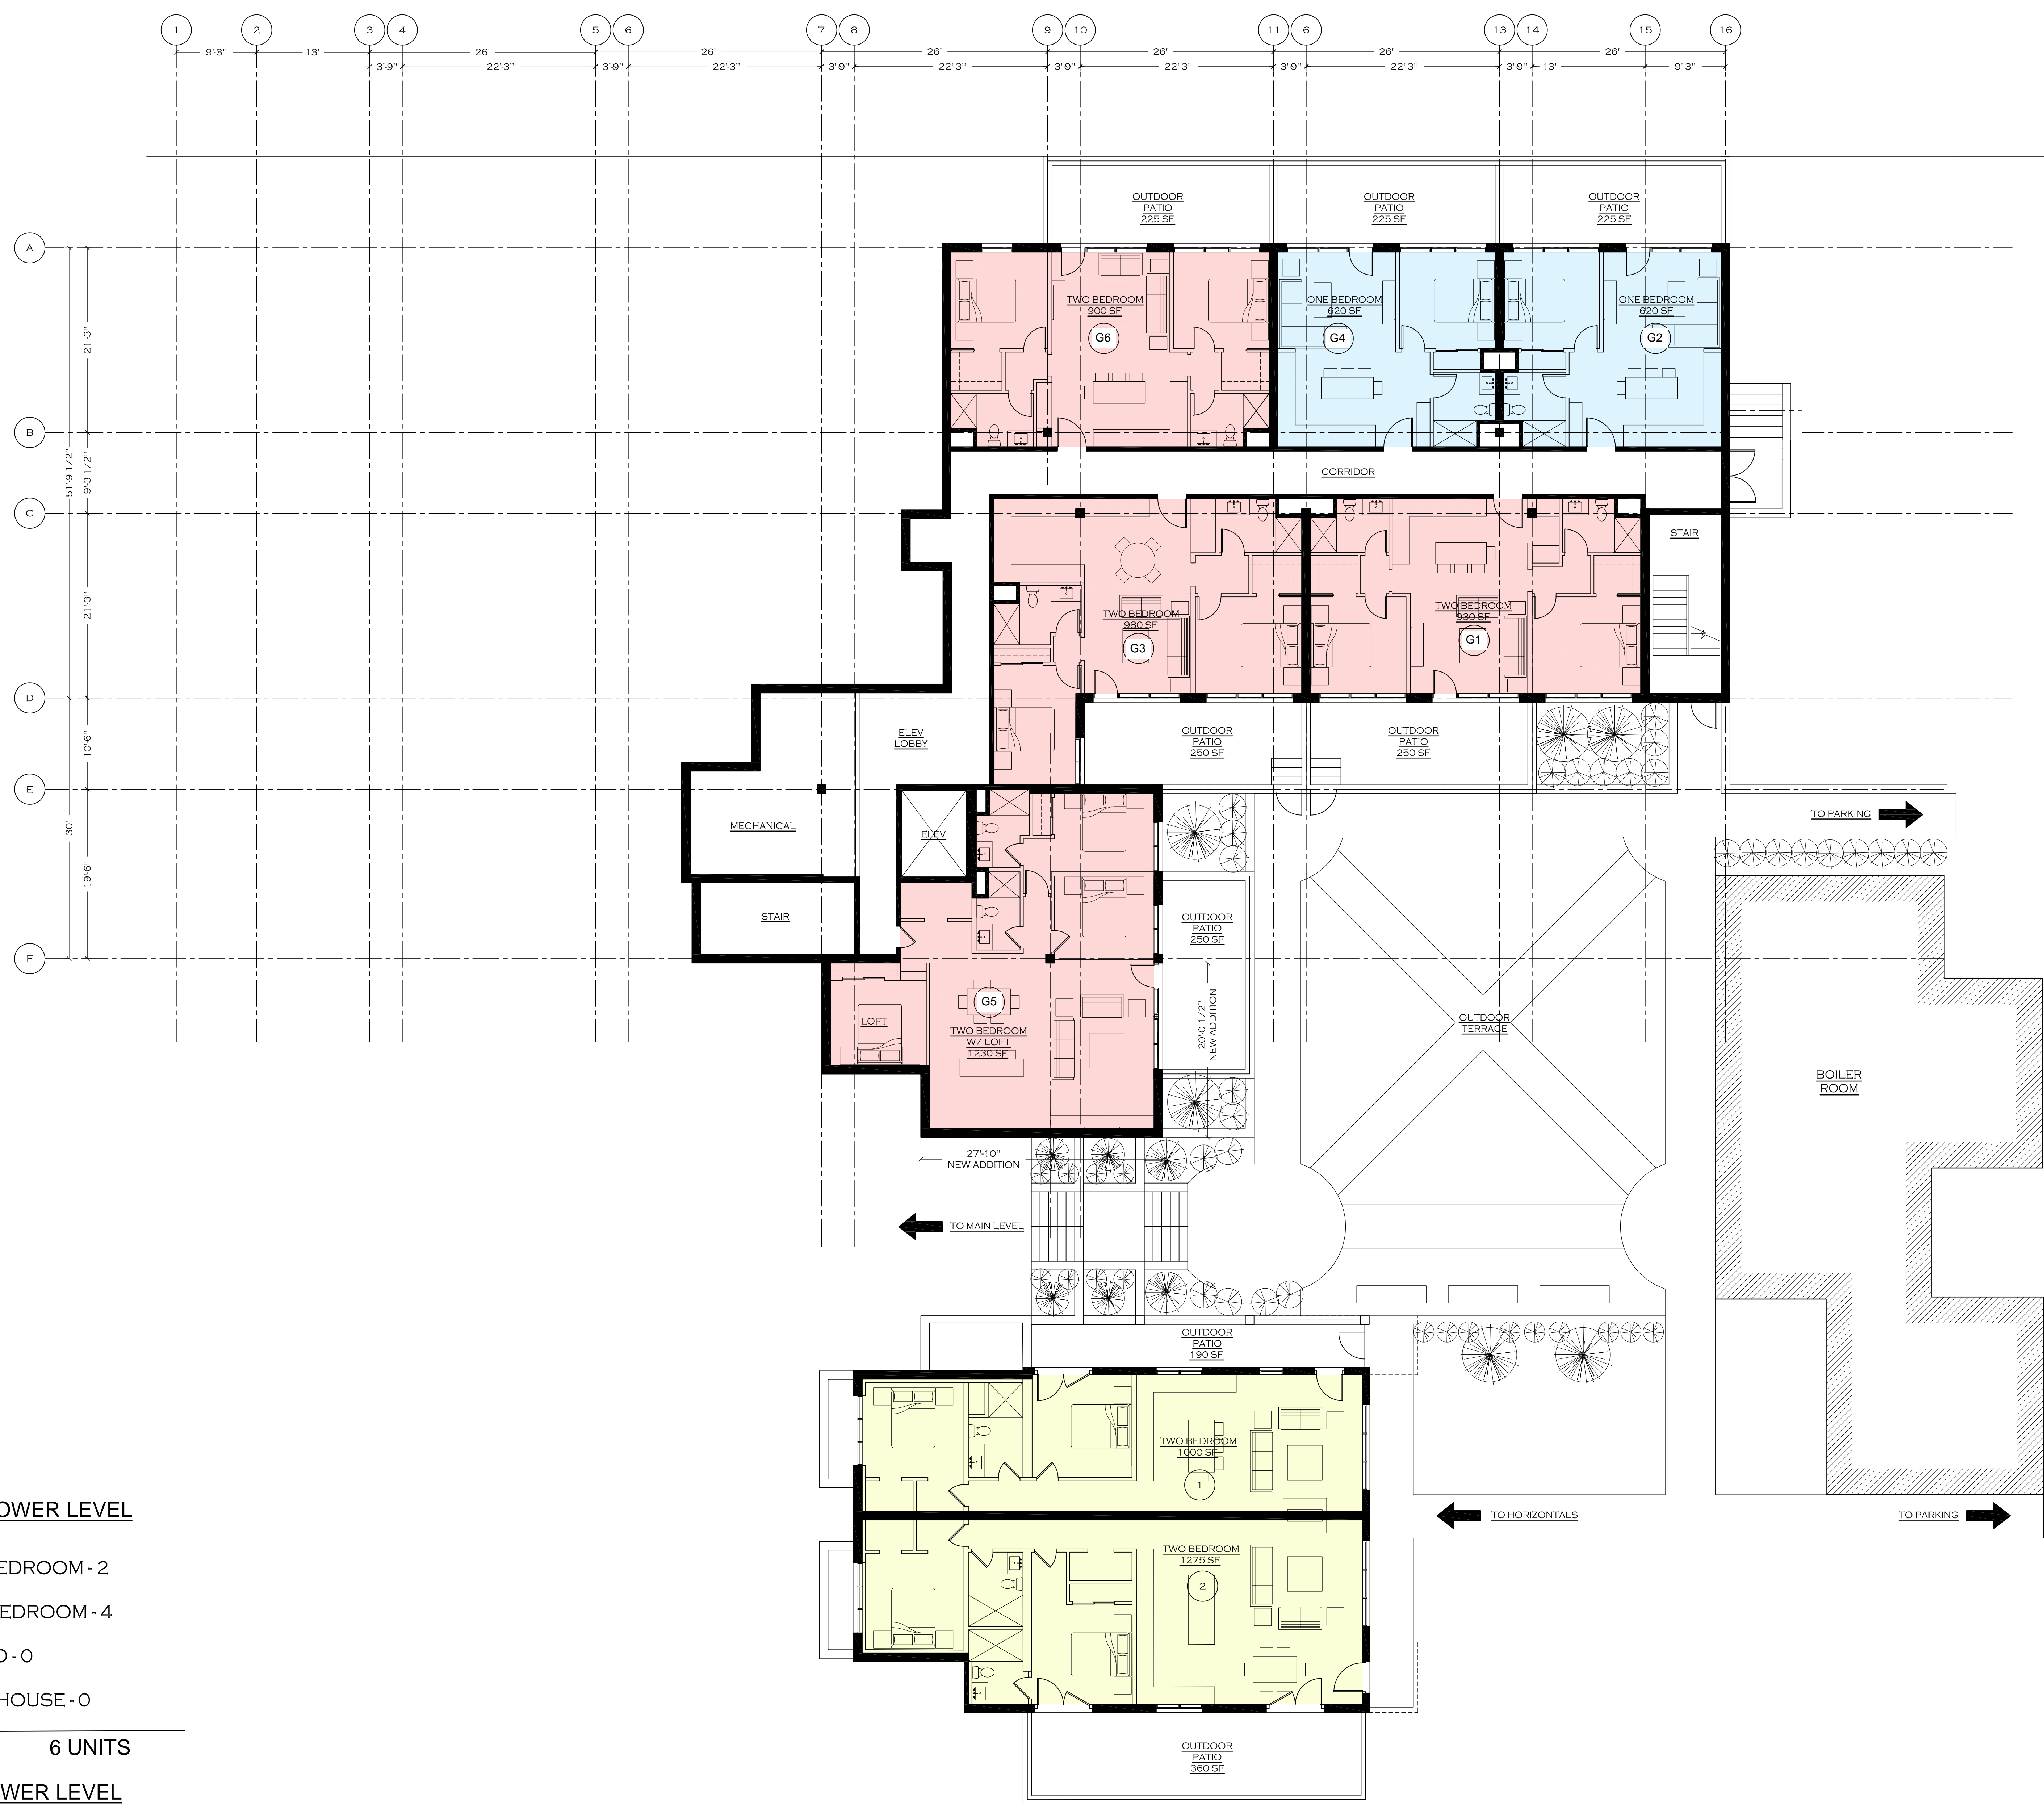 1 2 3 4 5 6 7 8 9 10 11 6 13 14 15 16
9'-3" 13' 26' 26' 26' 26' 26' 26'
3'-9" 22'-3" 3'-9" 22'-3" 3'-9" 22'-3" 3'-9" 22'-3" 3'-9" 22'-3" 3'-9" 13' 9'-3"
OUTDOOR
PATIO
225 SF
OUTDOOR
PATIO
225 SF
OUTDOOR
PATIO
225 SF
A
B
C
D
E
F
21'-3"
9'-3 1/2"
51'-9 1/2"
21'-3"
10'-6"
30'
19'-6"
TWO BEDROOM
900 SF
G6
ONE BEDROOM
620 SF
G4
ONE BEDROOM
620 SF
G2
CORRIDOR
STAIR
TWO BEDROOM
980 SF
G3
TWO BEDROOM
930 SF
G1
ELEV
LOBBY
OUTDOOR
PATIO
250 SF
OUTDOOR
PATIO
250 SF
MECHANICAL
ELEV
TO PARKING
STAIR
OUTDOOR
PATIO
250 SF
G5
LOFT
TWO BEDROOM
W/ LOFT
1230 SF
20'-0 1/2"
NEW ADDITION
OUTDOOR
TERRACE
BOILER
ROOM
27'-10"
NEW ADDITION
TO MAIN LEVEL
OUTDOOR
PATIO
190 SF
TWO BEDROOM
1000 SF
1
TO HORIZONTALS
TO PARKING
TWO BEDROOM
1275 SF
2
OUTDOOR
PATIO
360 SF
OWER LEVEL
EDROOM - 2
EDROOM - 4
O - 0
HOUSE - 0
6 UNITS
WER LEVEL